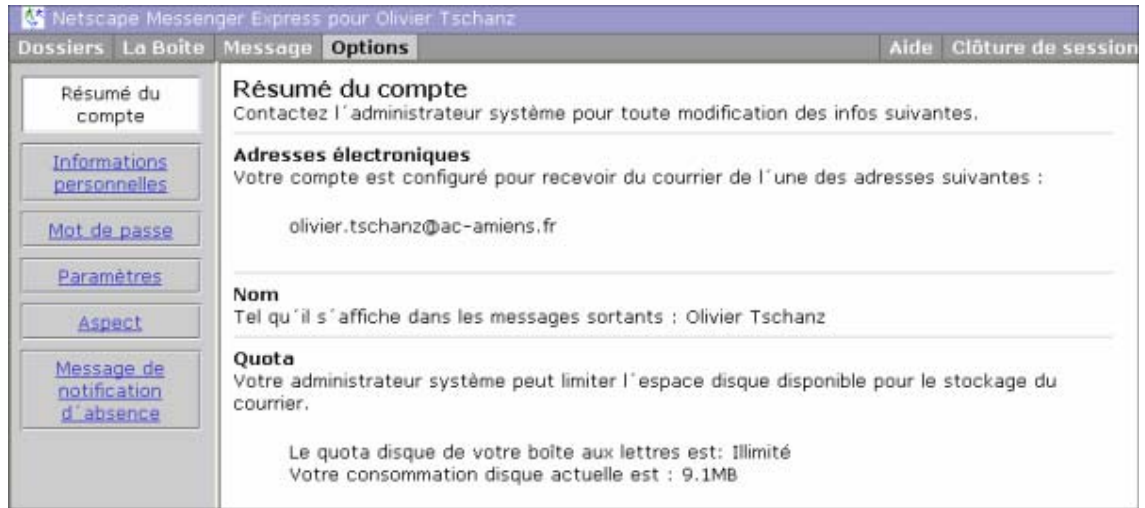 Netscape Messenger Express pour Olivier Tschanz
Dossiers La Boîte Message Options Aide Clôture de session
Résumé du
compte
Informations
personnelles
Mot de passe
Paramètres
Aspect
Message de
notification
d´absence
Résumé du compte
Contactez l´administrateur système pour toute modification des infos suivantes.
Adresses électroniques
Votre compte est configuré pour recevoir du courrier de l´une des adresses suivantes :
olivier.tschanz@ac-amiens.fr
Nom
Tel qu´il s´affiche dans les messages sortants : Olivier Tschanz
Quota
Votre administrateur système peut limiter l´espace disque disponible pour le stockage du
courrier.
Le quota disque de votre boîte aux lettres est: Illimité
Votre consommation disque actuelle est : 9.1MB